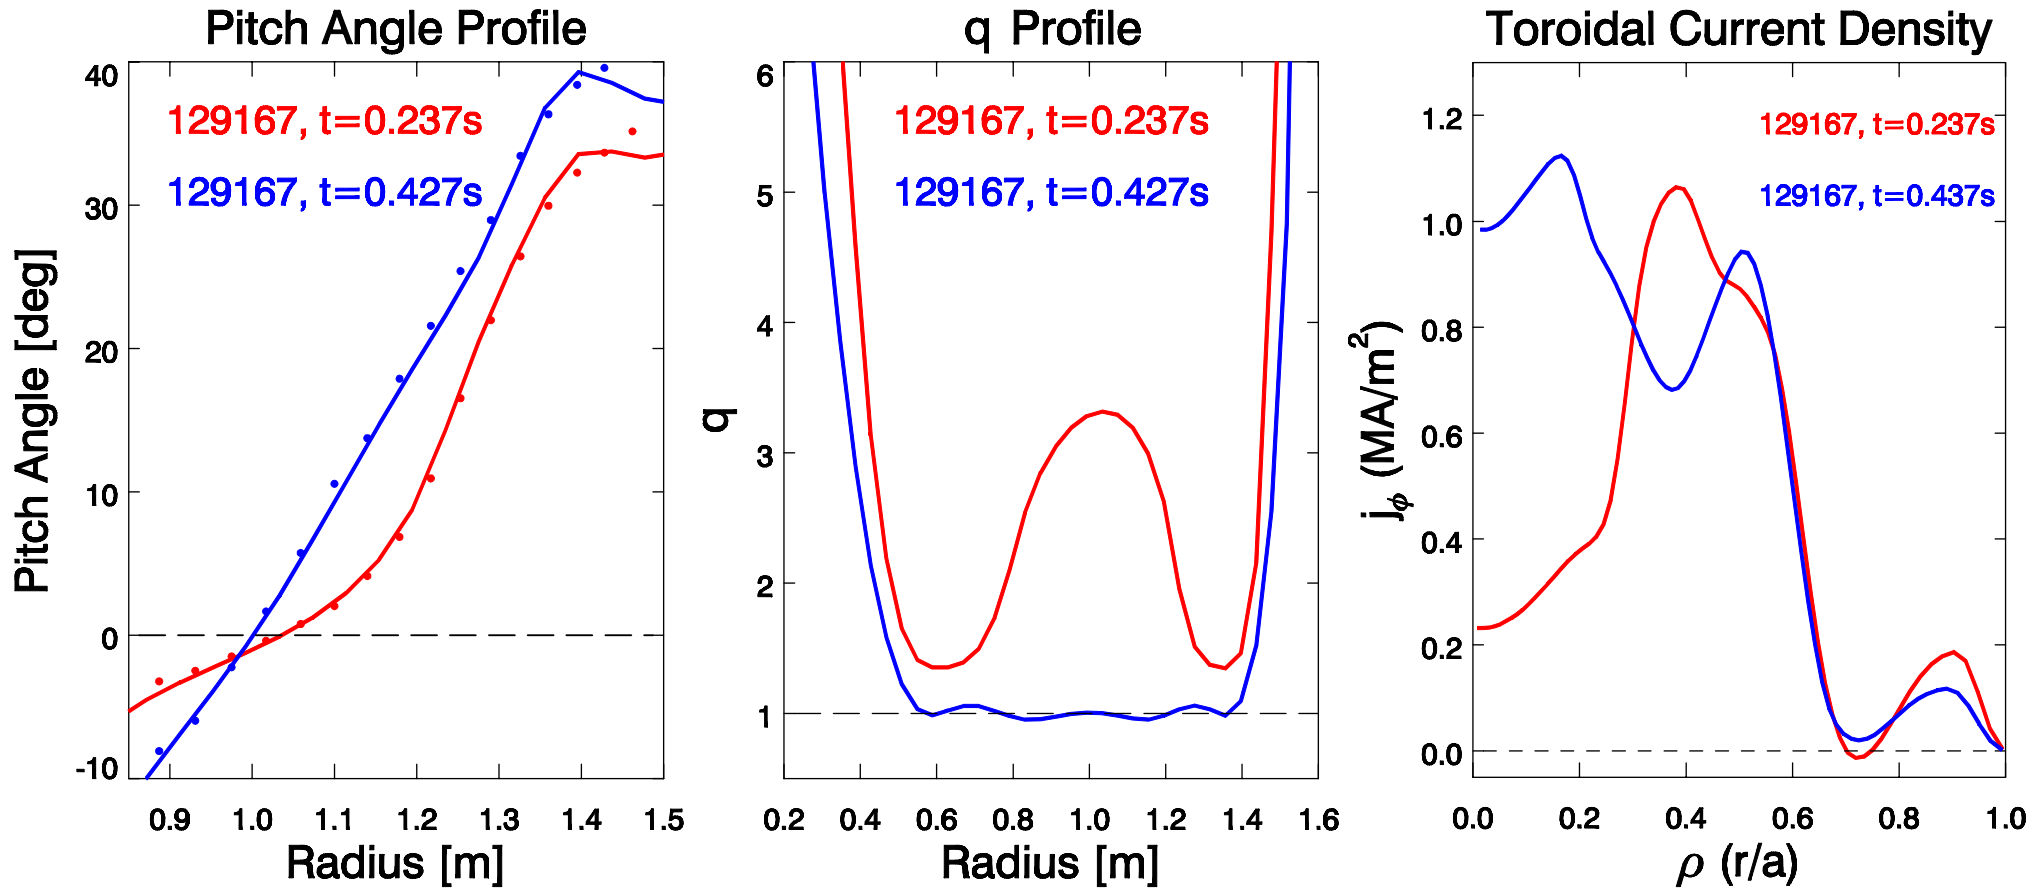 Pitch Angle Profile
40
30
20
10
0
-10
Pitch Angle [deg]
129167, t=0.237s
129167, t=0.427s
0.9 1.0 1.1 1.2 1.3 1.4 1.5
Radius [m]
q Profile
6
5
4
3
2
1
q
129167, t=0.237s
129167, t=0.427s
0.2 0.4 0.6 0.8 1.0 1.2 1.4 1.6
Radius [m]
Toroidal Current Density
1.2
1.0
0.8
0.6
0.4
0.2
0.0
jϕ (MA/m²)
129167, t=0.237s
129167, t=0.437s
0.0 0.2 0.4 0.6 0.8 1.0
ρ (r/a)